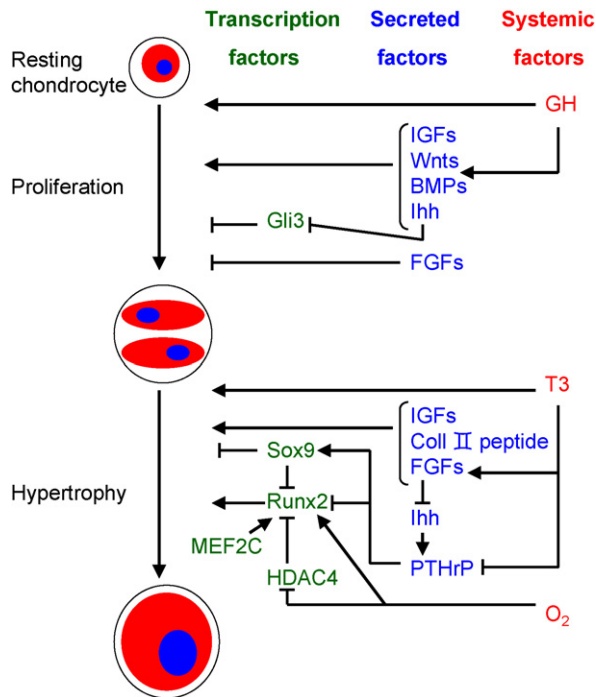 Transcription factors
Secreted factors
Systemic factors
Resting
chondrocyte
GH
IGFs
Wnts
BMPs
Ihh
Proliferation
Gli3
FGFs
T3
IGFs
Coll II peptide
FGFs
Sox9
Hypertrophy
Runx2
Ihh
MEF2C
HDAC4
PTHrP
O2